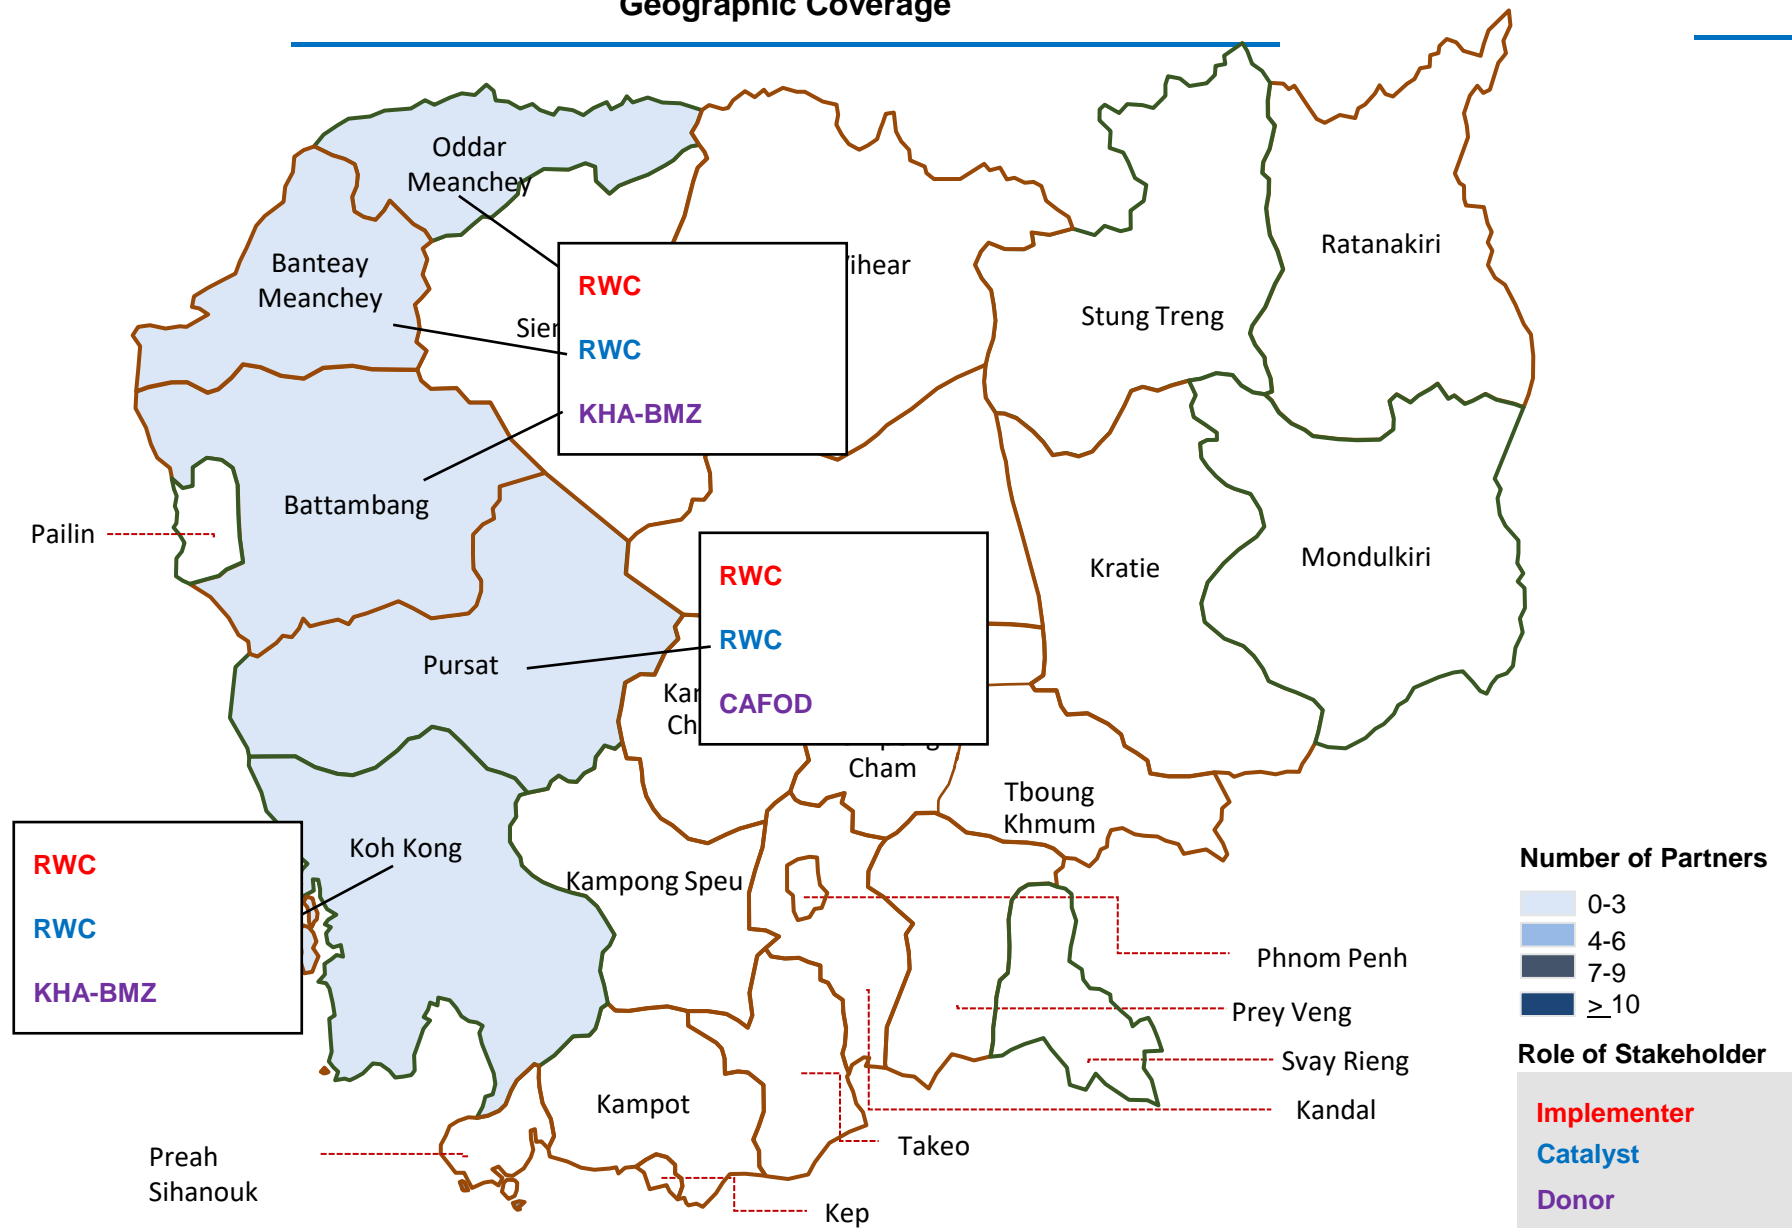 Geographic Coverage
Oddar
Meanchey
Banteay
Meanchey
RWC
RWC
KHA-BMZ
Ratanakiri
Stung Treng
Battambang
Pailin
RWC
RWC
CAFOD
Kratie
Mondulkiri
Pursat
Cham
Tboung
Khmum
Koh Kong
Kampong Speu
RWC
RWC
KHA-BMZ
Phnom Penh
Prey Veng
Svay Rieng
Kandal
Kampot
Takeo
Preah
Sihanouk
Kep
Number of Partners
0-3
4-6
7-9
> 10
Role of Stakeholder
Implementer
Catalyst
Donor